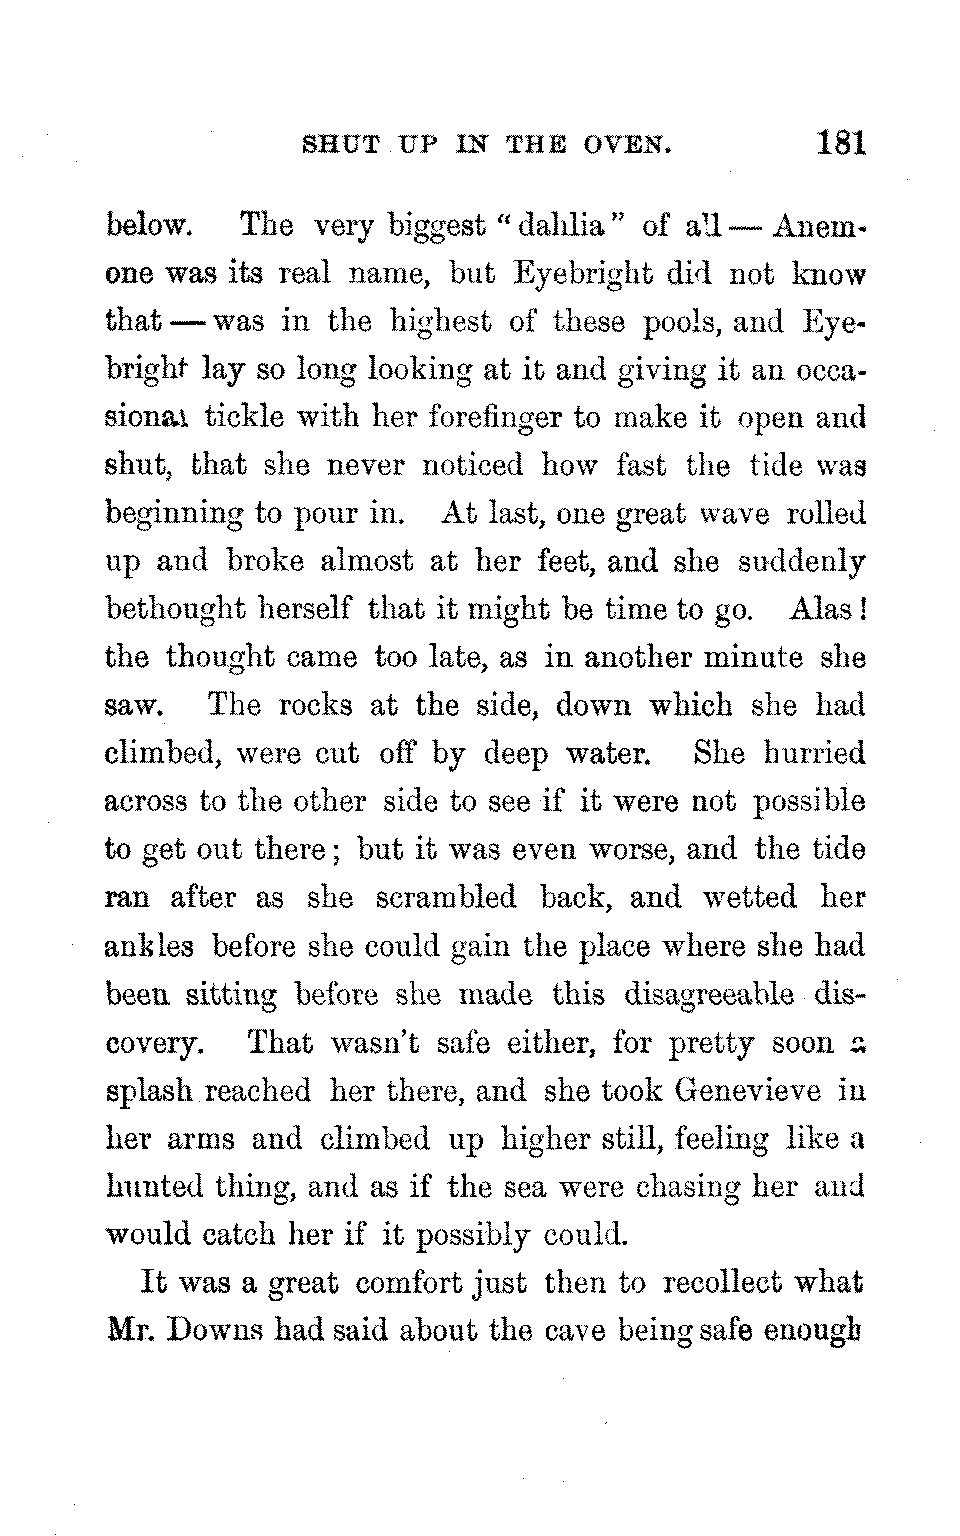 SHUT UP IN THE OVEN. 181
below. The very biggest “dahlia” of all — Anem-
one was its real name, but Eyebright did not know
that — was in the highest of these pools, and Eye-
bright lay so long looking at it and giving it an occa-
sional tickle with her forefinger to make it open and
shut, that she never noticed how fast the tide was
beginning to pour in. At last, one great wave rolled
up and broke almost at her feet, and she suddenly
bethought herself that it might be time to go. Alas!
the thought came too late, as in another minute she
saw. The rocks at the side, down which she had
climbed, were cut off by deep water. She hurried
across to the other side to see if it were not possible
to get out there; but it was even worse, and the tide
ran after as she scrambled back, and wetted her
ankles before she could gain the place where she had
been sitting before she made this disagreeable dis-
covery. That wasn't safe either, for pretty soon a
splash reached her there, and she took Genevieve in
her arms and climbed up higher still, feeling like a
hunted thing, and as if the sea were chasing her and
would catch her if it possibly could.
It was a great comfort just then to recollect what
Mr. Downs had said about the cave being safe enough